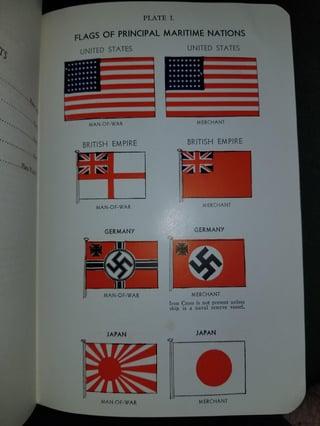 PLATE I.
FLAGS OF PRINCIPAL MARITIME NATIONS
UNITED STATES UNITED STATES
MAN-OF-WAR MERCHANT
BRITISH EMPIRE BRITISH EMPIRE
MAN-OF-WAR MERCHANT
GERMANY GERMANY
MAN-OF-WAR MERCHANT
Iron Cross is not present unless
ship is a naval reserve vessel.
JAPAN JAPAN
MAN-OF-WAR MERCHANT